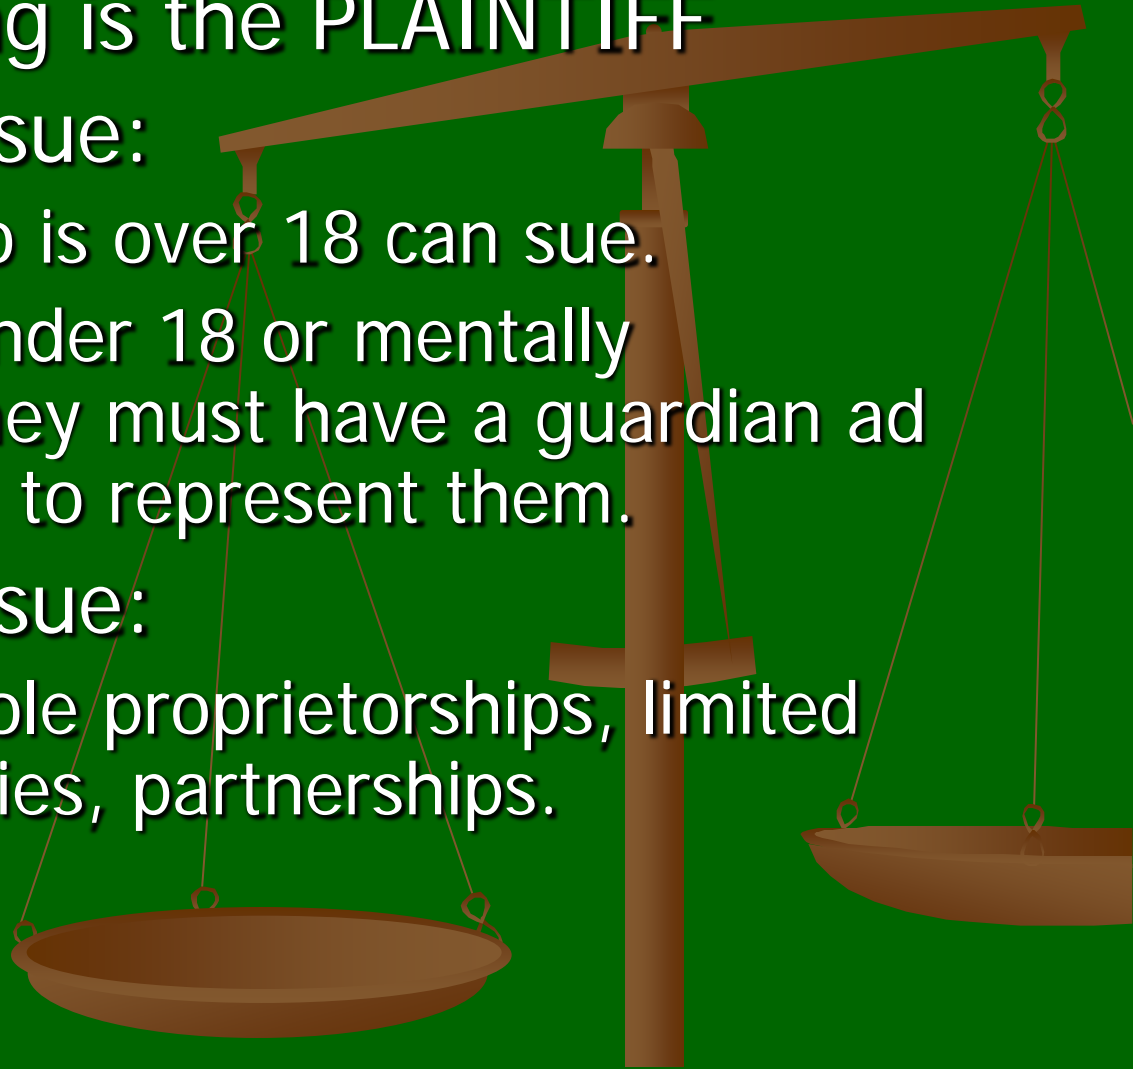 g is the PLAINTIFF
sue:
is over 18 can sue.
nder 18 or mentally
ey must have a guardian ad
to represent them.
sue:
ole proprietorships, limited
ies, partnerships.